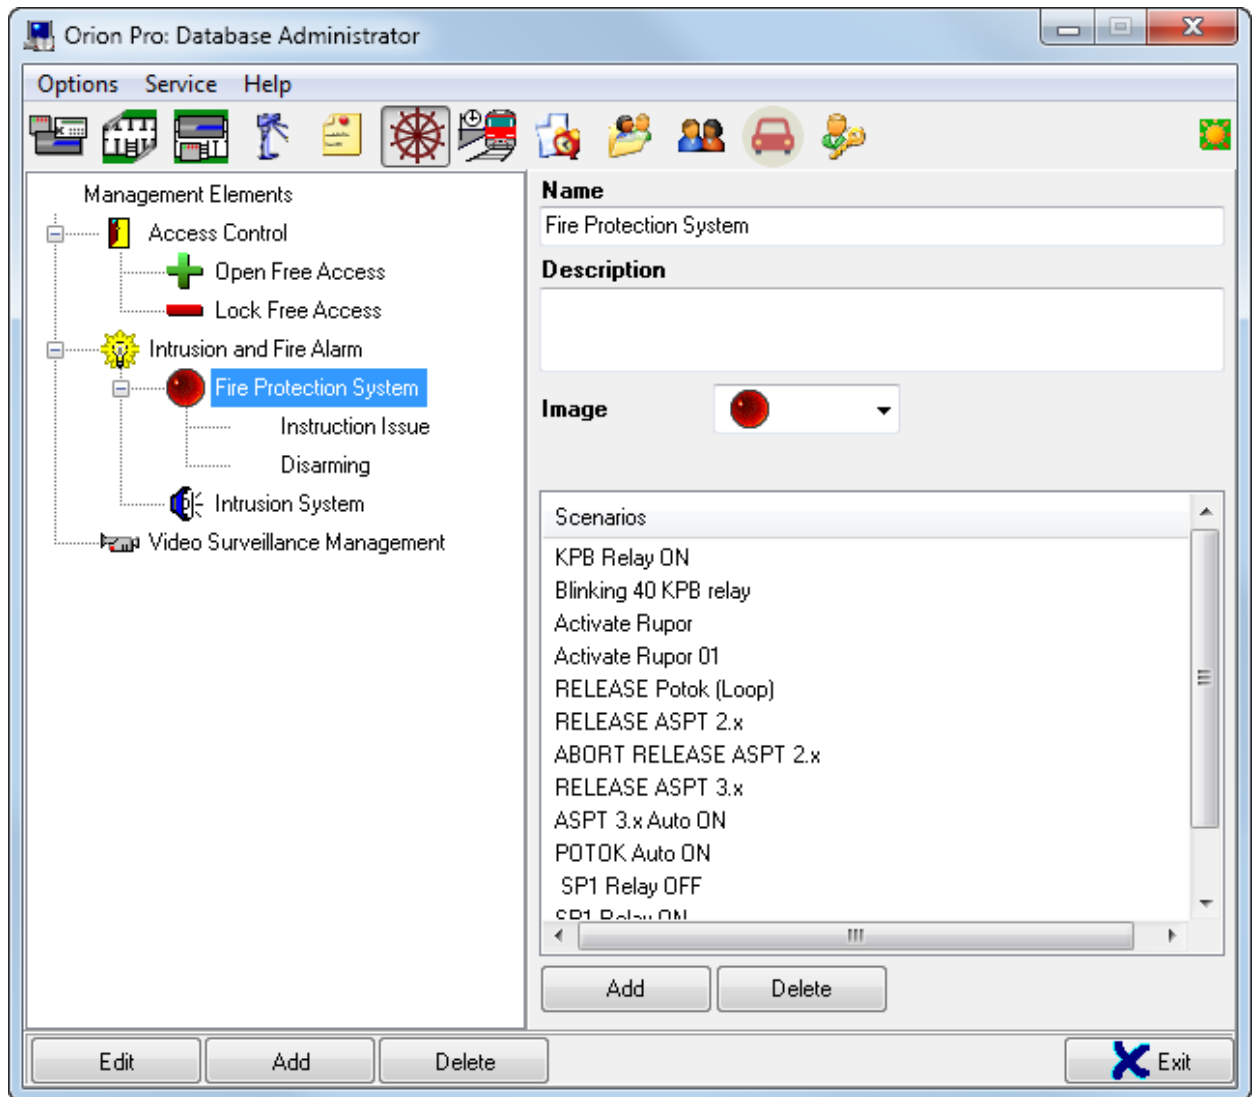 Orion Pro: Database Administrator
Options Service Help
Management Elements
Access Control
Open Free Access
Lock Free Access
Intrusion and Fire Alarm
Fire Protection System
Instruction Issue
Disarming
Intrusion System
Video Surveillance Management
Name
Fire Protection System
Description
Image
Scenarios
KPB Relay ON
Blinking 40 KPB relay
Activate Rupor
Activate Rupor 01
RELEASE Potok (Loop)
RELEASE ASPT 2.x
ABORT RELEASE ASPT 2.x
RELEASE ASPT 3.x
ASPT 3.x Auto ON
POTOK Auto ON
SP1 Relay OFF
SP1 Relay ON
Add Delete
Edit Add Delete Exit